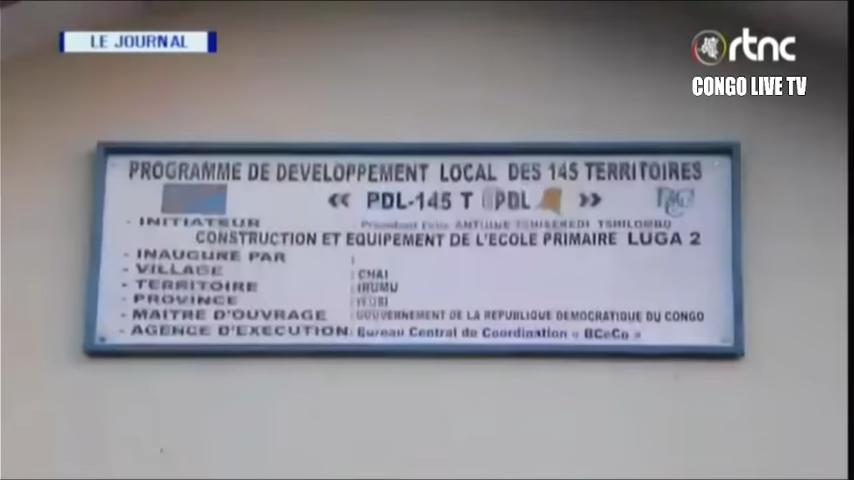 LE JOURNAL
rtnc
CONGO LIVE TV
PROGRAMME DE DEVELOPPEMENT LOCAL DES 145 TERRITOIRES
« PDL-145 T PDL »
- INITIATEUR : Président Félix ANTOINE TSHISEKEDI TSHILOMBO
CONSTRUCTION ET EQUIPEMENT DE L'ECOLE PRIMAIRE LUGA 2
- INAUGURE PAR :
- VILLAGE : CHAI
- TERRITOIRE : IRUMU
- PROVINCE : ITURI
- MAITRE D'OUVRAGE : GOUVERNEMENT DE LA REPUBLIQUE DEMOCRATIQUE DU CONGO
- AGENCE D'EXECUTION : Bureau Central de Coordination « BCeCo »